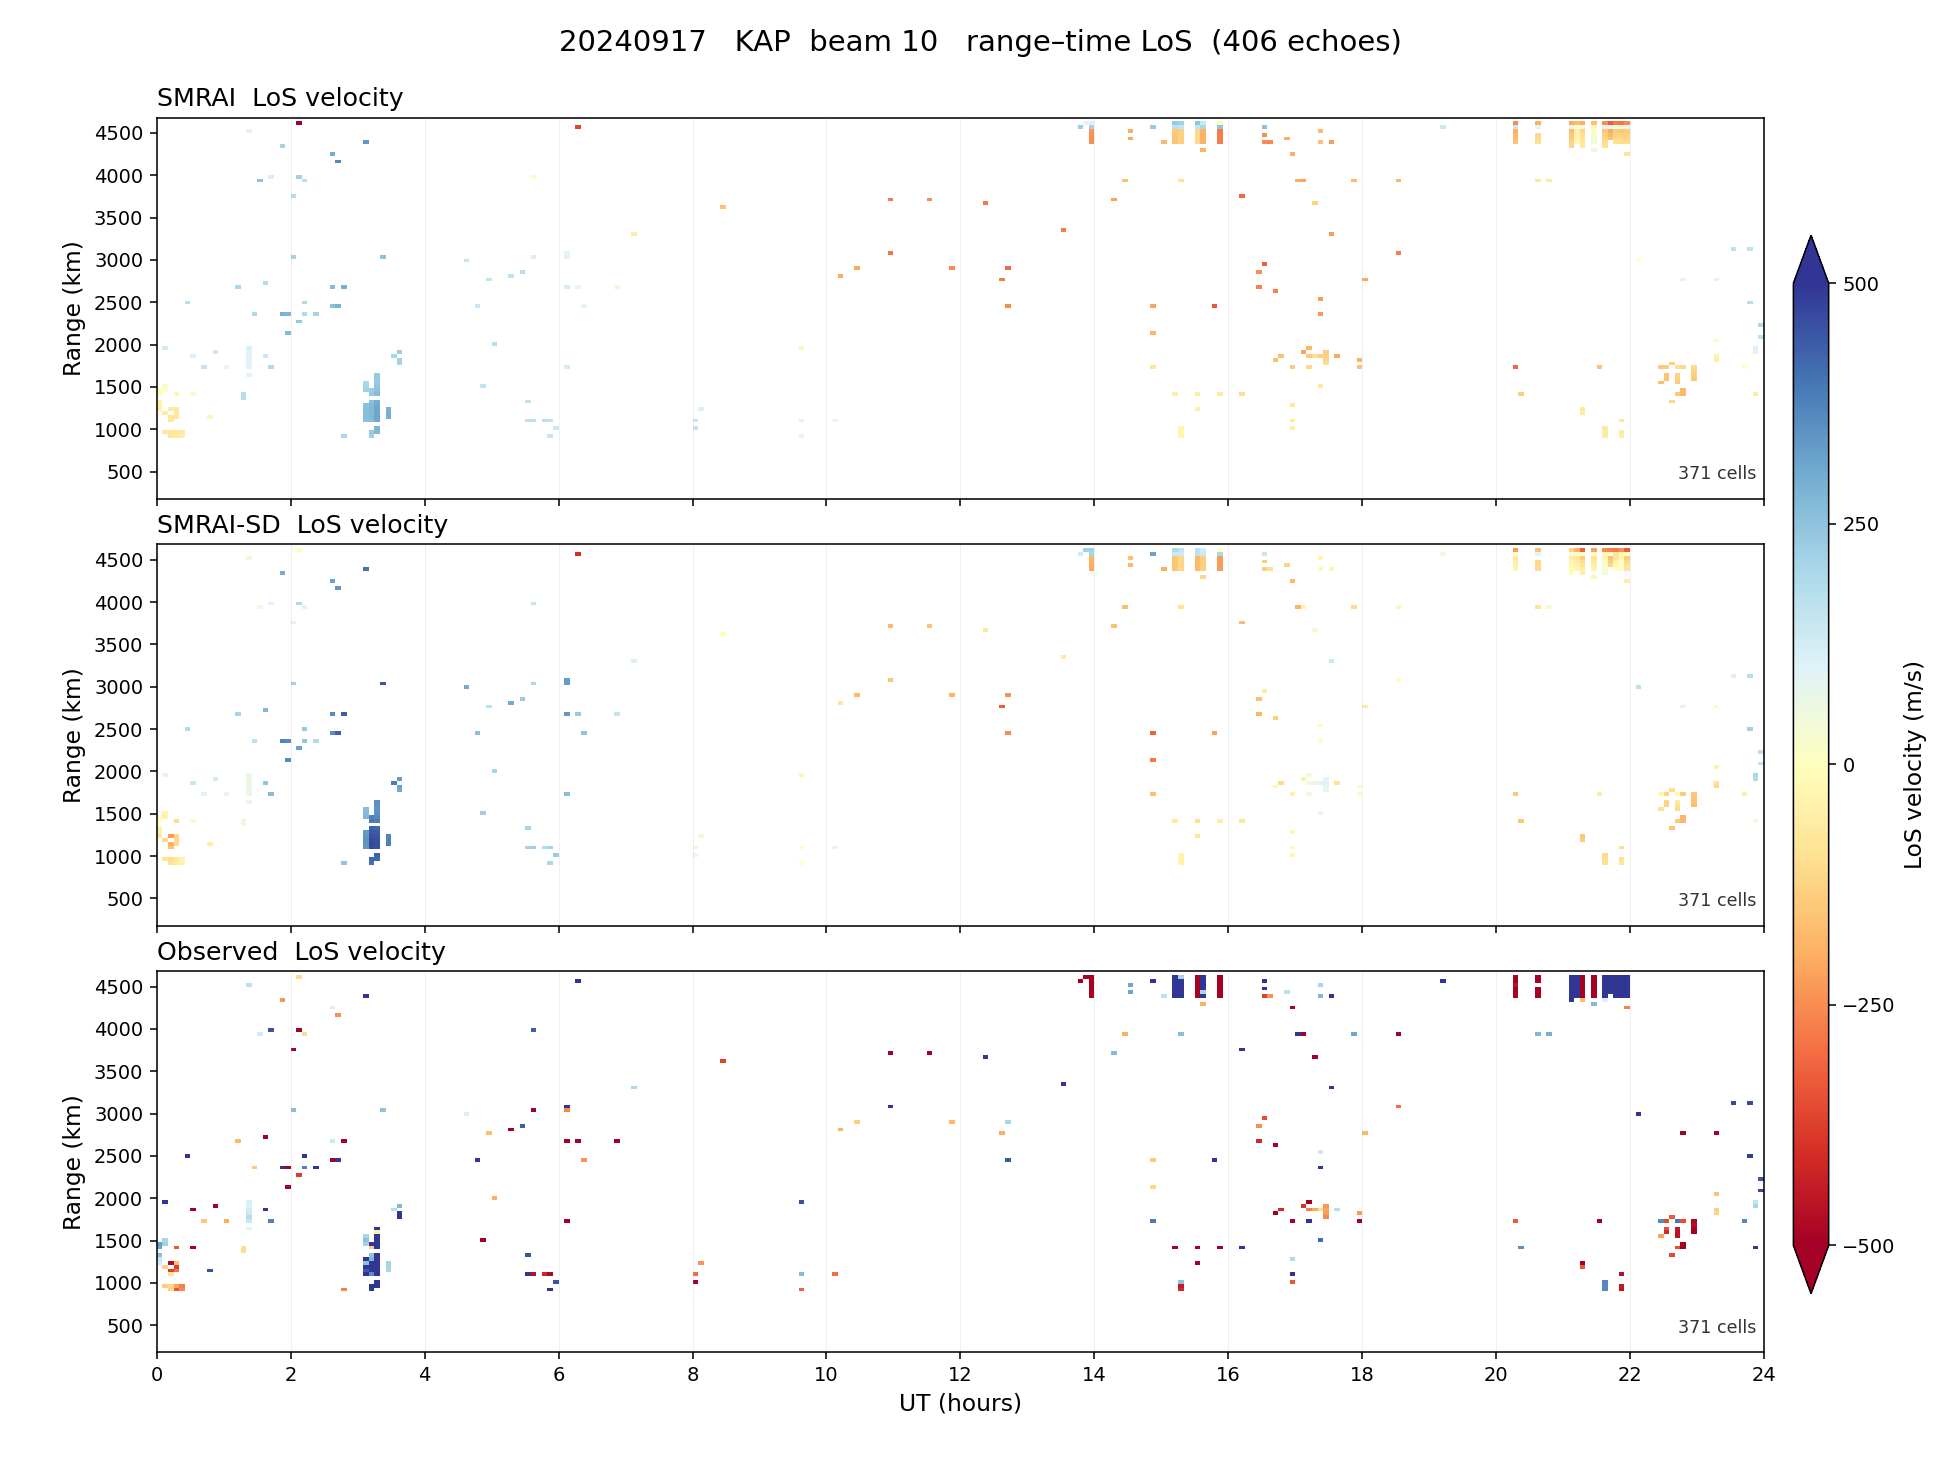 20240917   KAP  beam 10   range–time LoS  (406 echoes)
SMRAI  LoS velocity
4500
4000
3500
3000
2500
2000
1500
1000
500
Range (km)
371 cells
SMRAI-SD  LoS velocity
4500
4000
3500
3000
2500
2000
1500
1000
500
Range (km)
371 cells
Observed  LoS velocity
4500
4000
3500
3000
2500
2000
1500
1000
500
Range (km)
371 cells
0 2 4 6 8 10 12 14 16 18 20 22 24
UT (hours)
500
250
0
−250
−500
LoS velocity (m/s)